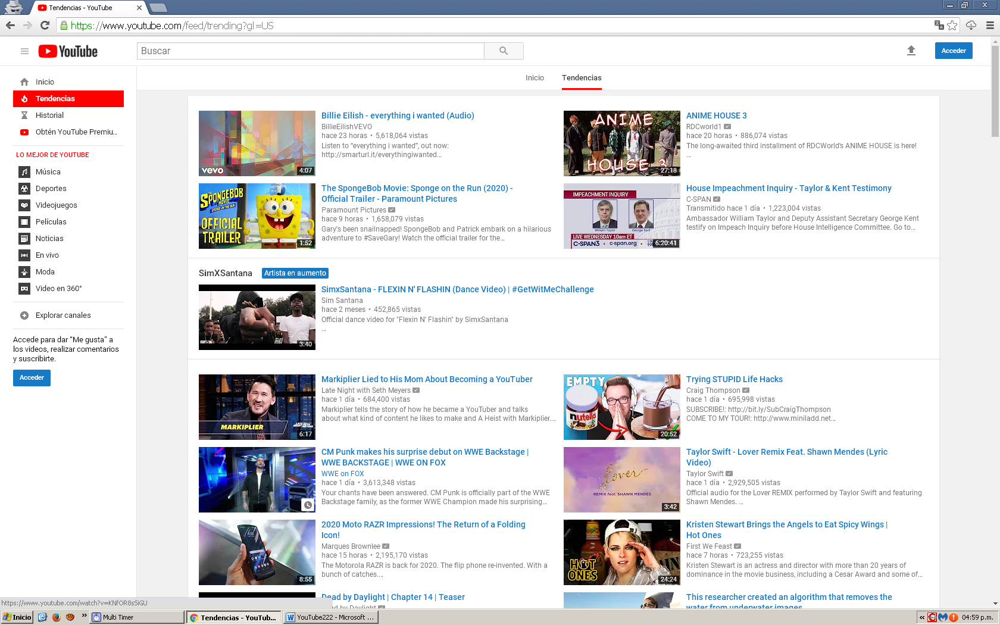 Tendencias - YouTube
https://www.youtube.com/feed/trending?gl=US
YouTube
Buscar
Acceder
Inicio
Tendencias
Inicio
Tendencias
Historial
Obtén YouTube Premiu...
LO MEJOR DE YOUTUBE
Música
Deportes
Videojuegos
Películas
Noticias
En vivo
Moda
Video en 360°
Explorar canales
Accede para dar “Me gusta” a
los videos, realizar comentarios
y suscribirte.
Acceder
vevo
4:07
Billie Eilish - everything i wanted (Audio)
BillieEilishVEVO
hace 23 horas • 5,618,064 vistas
Listen to “everything i wanted”, out now:
http://smarturl.it/everythingiwanted...
ANIME
HOUSE 3
27:18
ANIME HOUSE 3
RDCworld1
hace 20 horas • 886,074 vistas
The long-awaited third installment of RDCWorld's ANIME HOUSE is here!
...
THE
SPONGEBOB
MOVIE
SPONGE ON THE RUN
OFFICIAL
TRAILER
1:52
The SpongeBob Movie: Sponge on the Run (2020) -
Official Trailer - Paramount Pictures
Paramount Pictures
hace 9 horas • 1,658,079 vistas
Gary's been snailnapped! SpongeBob and Patrick embark on a hilarious
adventure to #SaveGary! Watch the official trailer for the...
IMPEACHMENT INQUIRY
William Taylor
George Kent
LIVE WEDNESDAY 10am ET
C-SPAN3 • c-span.org •
6:20:41
House Impeachment Inquiry - Taylor & Kent Testimony
C-SPAN
Transmitido hace 1 día • 1,223,004 vistas
Ambassador William Taylor and Deputy Assistant Secretary George Kent
testify on Impeach Inquiry before House Intelligence Committee. Go to...
SimXSantana
Artista en aumento
3:40
SimxSantana - FLEXIN N' FLASHIN (Dance Video) | #GetWitMeChallenge
Sim Santana
hace 2 meses • 452,865 vistas
Official dance video for "Flexin N' Flashin" by SimxSantana
...
MARKIPLIER
LATE NIGHT
SETH MEYERS
6:17
Markiplier Lied to His Mom About Becoming a YouTuber
Late Night with Seth Meyers
hace 1 día • 684,400 vistas
Markiplier tells the story of how he became a YouTuber and talks
about what kind of content he likes to make and A Heist with Markiplier....
EMPTY
nutella
20:52
Trying STUPID Life Hacks
Craig Thompson
hace 1 día • 695,998 vistas
SUBSCRIBE!: http://bit.ly/SubCraigThompson
COME TO MY TOUR!: http://www.miniladd.net...
CM Punk makes his surprise debut on WWE Backstage |
WWE BACKSTAGE | WWE ON FOX
WWE on FOX
hace 1 día • 3,613,348 vistas
Your chants have been answered. CM Punk is officially part of the WWE
Backstage family, as the former WWE Champion made his surprising...
lover
REMIX feat. SHAWN MENDES
3:42
Taylor Swift - Lover Remix Feat. Shawn Mendes (Lyric
Video)
Taylor Swift
hace 1 día • 2,929,505 vistas
Official audio for the Lover REMIX performed by Taylor Swift and featuring
Shawn Mendes. ...
8:55
2020 Moto RAZR Impressions! The Return of a Folding
Icon!
Marques Brownlee
hace 15 horas • 2,195,170 vistas
The Motorola RAZR is back for 2020. The flip phone re-invented. With a
bunch of catches....
HOT
ONES
24:24
Kristen Stewart Brings the Angels to Eat Spicy Wings |
Hot Ones
First We Feast
hace 7 horas • 723,255 vistas
Kristen Stewart is an actress and director with more than 20 years of
dominance in the movie business, including a Cesar Award and some of...
Dead by Daylight | Chapter 14 | Teaser
Dead by Daylight
This researcher created an algorithm that removes the
water from underwater images
https://www.youtube.com/watch?v=KNfOR8sSiGU
Inicio
»
Multi Timer
Tendencias - YouTub...
YouTube222 - Microsoft ...
«
04:59 p.m.